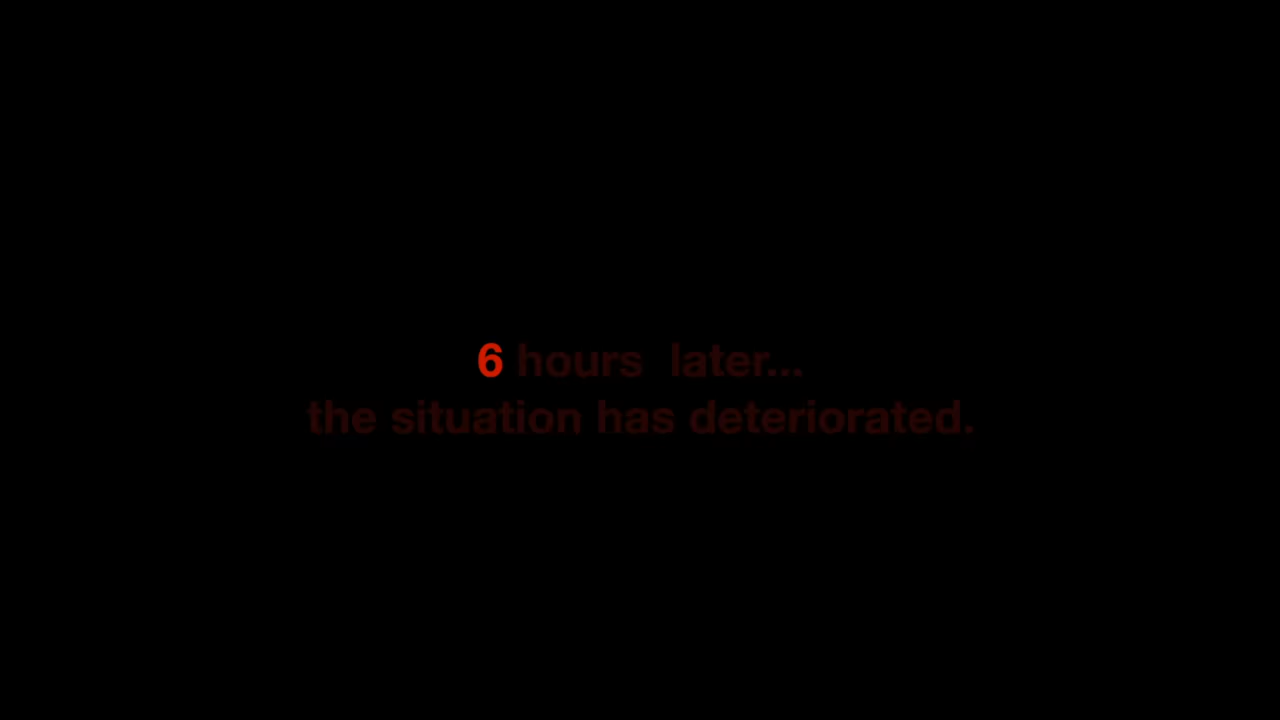 6 hours  later...
the situation has deteriorated.